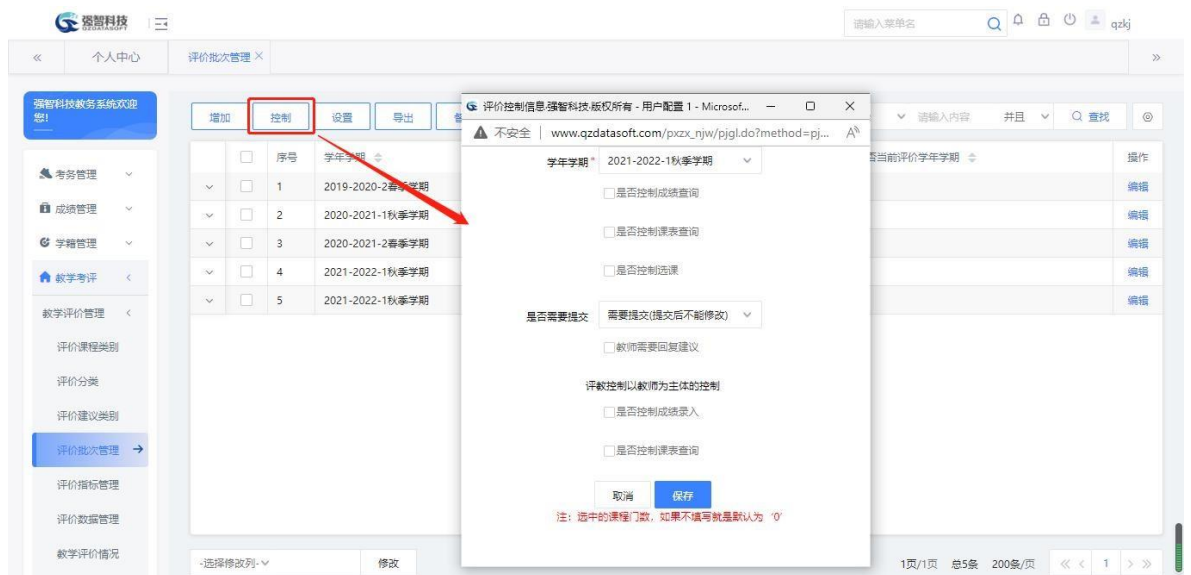 强智科技
QZDATASOFT
请输入菜单名
qzkj
«
个人中心
评价批次管理 ×
»
强智科技教务系统欢迎您!
考务管理
成绩管理
学籍管理
教学考评
教学评价管理
评价课程类别
评价分类
评价建议类别
评价批次管理 →
评价指标管理
评价数据管理
教学评价情况
增加 控制 设置 导出
请输入内容 并且 查找
序号 学年学期 当前评价学年学期 操作
1 2019-2020-2春季学期 编辑
2 2020-2021-1秋季学期 编辑
3 2020-2021-2春季学期 编辑
4 2021-2022-1秋季学期 编辑
5 2021-2022-1秋季学期 编辑
评价控制信息-强智科技-版权所有 - 用户配置 1 - Microsof...
不安全 | www.qzdatasoft.com/pxzx_njw/pjgl.do?method=pj...
学年学期* 2021-2022-1秋季学期
是否控制成绩查询
是否控制课表查询
是否控制选课
是否需要提交 需要提交(提交后不能修改)
教师需要回复建议
评教控制以教师为主体的控制
是否控制成绩录入
是否控制课表查询
取消 保存
注：选中的课程门数，如果不填写就是默认为‘0’
-选择修改列- 修改
1页/1页 总5条 200条/页 « < 1 > »